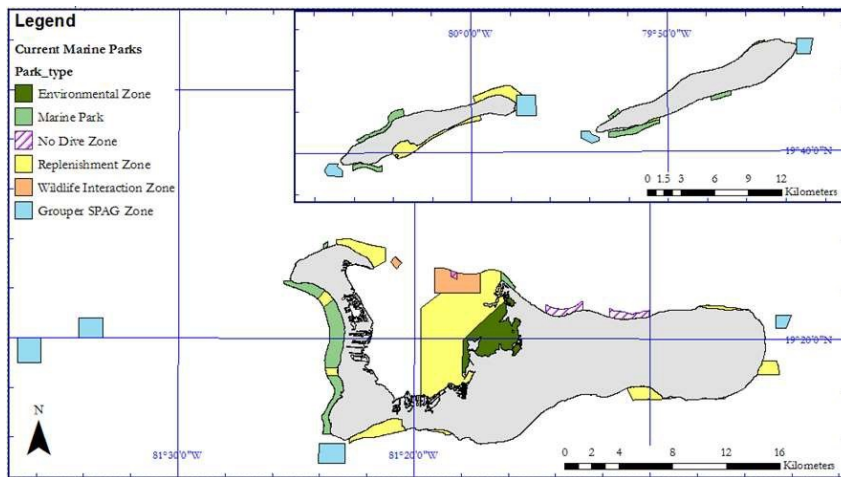 Legend
Current Marine Parks
Park_type
Environmental Zone
Marine Park
No Dive Zone
Replenishment Zone
Wildlife Interaction Zone
Grouper SPAG Zone
80°0'0"W
79°50'0"W
19°40'0"N
0 1.5 3 6 9 12
Kilometers
19°20'0"N
N
81°30'0"W
81°20'0"W
0 2 4 8 12 16
Kilometers